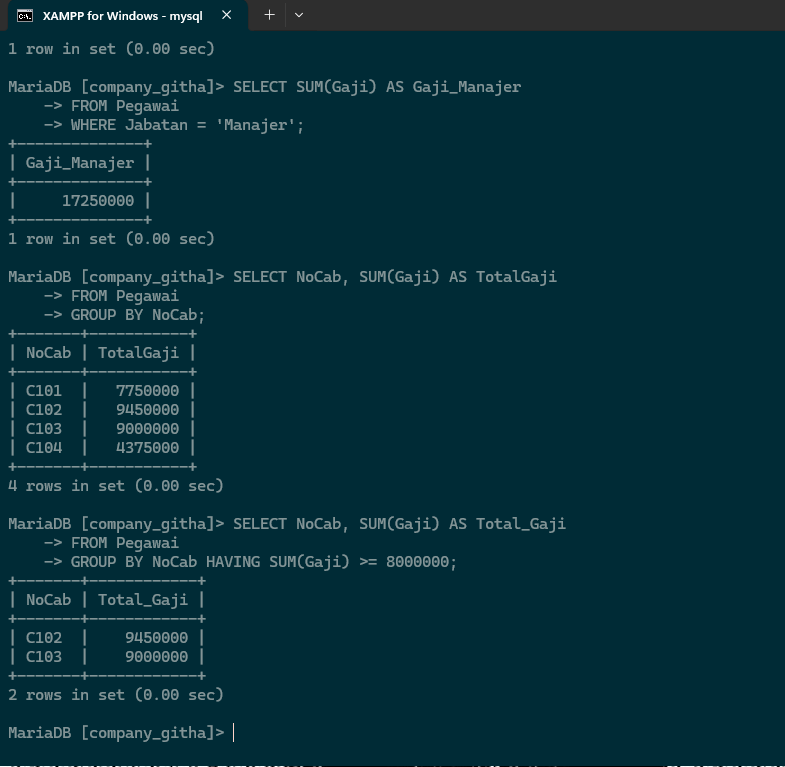 XAMPP for Windows - mysql
1 row in set (0.00 sec)
MariaDB [company_githa]> SELECT SUM(Gaji) AS Gaji_Manajer
    -> FROM Pegawai
    -> WHERE Jabatan = 'Manajer';
+--------------+
| Gaji_Manajer |
+--------------+
|     17250000 |
+--------------+
1 row in set (0.00 sec)
MariaDB [company_githa]> SELECT NoCab, SUM(Gaji) AS TotalGaji
    -> FROM Pegawai
    -> GROUP BY NoCab;
+-------+-----------+
| NoCab | TotalGaji |
+-------+-----------+
| C101  |   7750000 |
| C102  |   9450000 |
| C103  |   9000000 |
| C104  |   4375000 |
+-------+-----------+
4 rows in set (0.00 sec)
MariaDB [company_githa]> SELECT NoCab, SUM(Gaji) AS Total_Gaji
    -> FROM Pegawai
    -> GROUP BY NoCab HAVING SUM(Gaji) >= 8000000;
+-------+------------+
| NoCab | Total_Gaji |
+-------+------------+
| C102  |    9450000 |
| C103  |    9000000 |
+-------+------------+
2 rows in set (0.00 sec)
MariaDB [company_githa]>